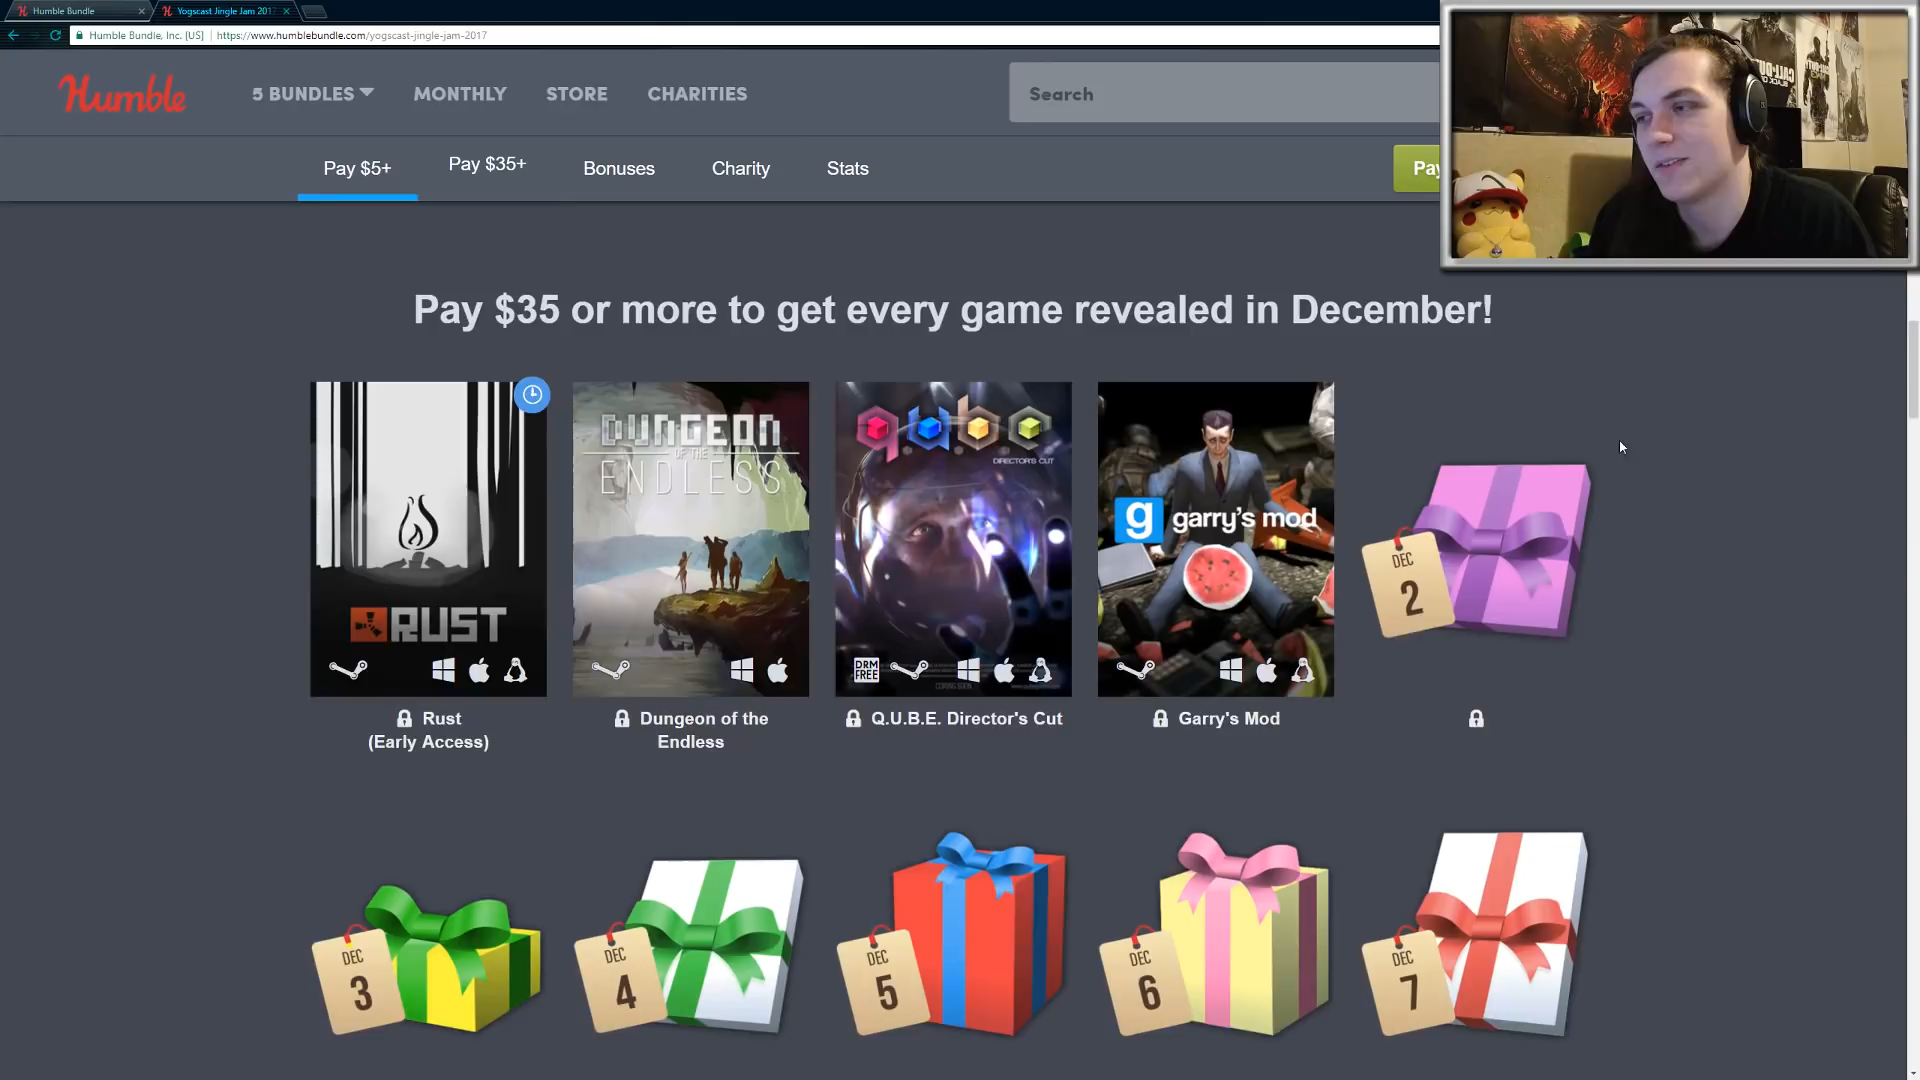 Humble Bundle
Yogscast Jingle Jam 201
Humble Bundle, Inc. [US]
https://www.humblebundle.com/yogscast-jingle-jam-2017
Humble
5 BUNDLES
MONTHLY
STORE
CHARITIES
Search
Pay $5+
Pay $35+
Bonuses
Charity
Stats
Pay
Pay $35 or more to get every game revealed in December!
RUST
DUNGEON
OF THE
ENDLESS
q.u.b.e
DIRECTOR'S CUT
g garry's mod
DRM
FREE
Rust
(Early Access)
Dungeon of the
Endless
Q.U.B.E. Director's Cut
Garry's Mod
DEC
2
DEC
3
DEC
4
DEC
5
DEC
6
DEC
7